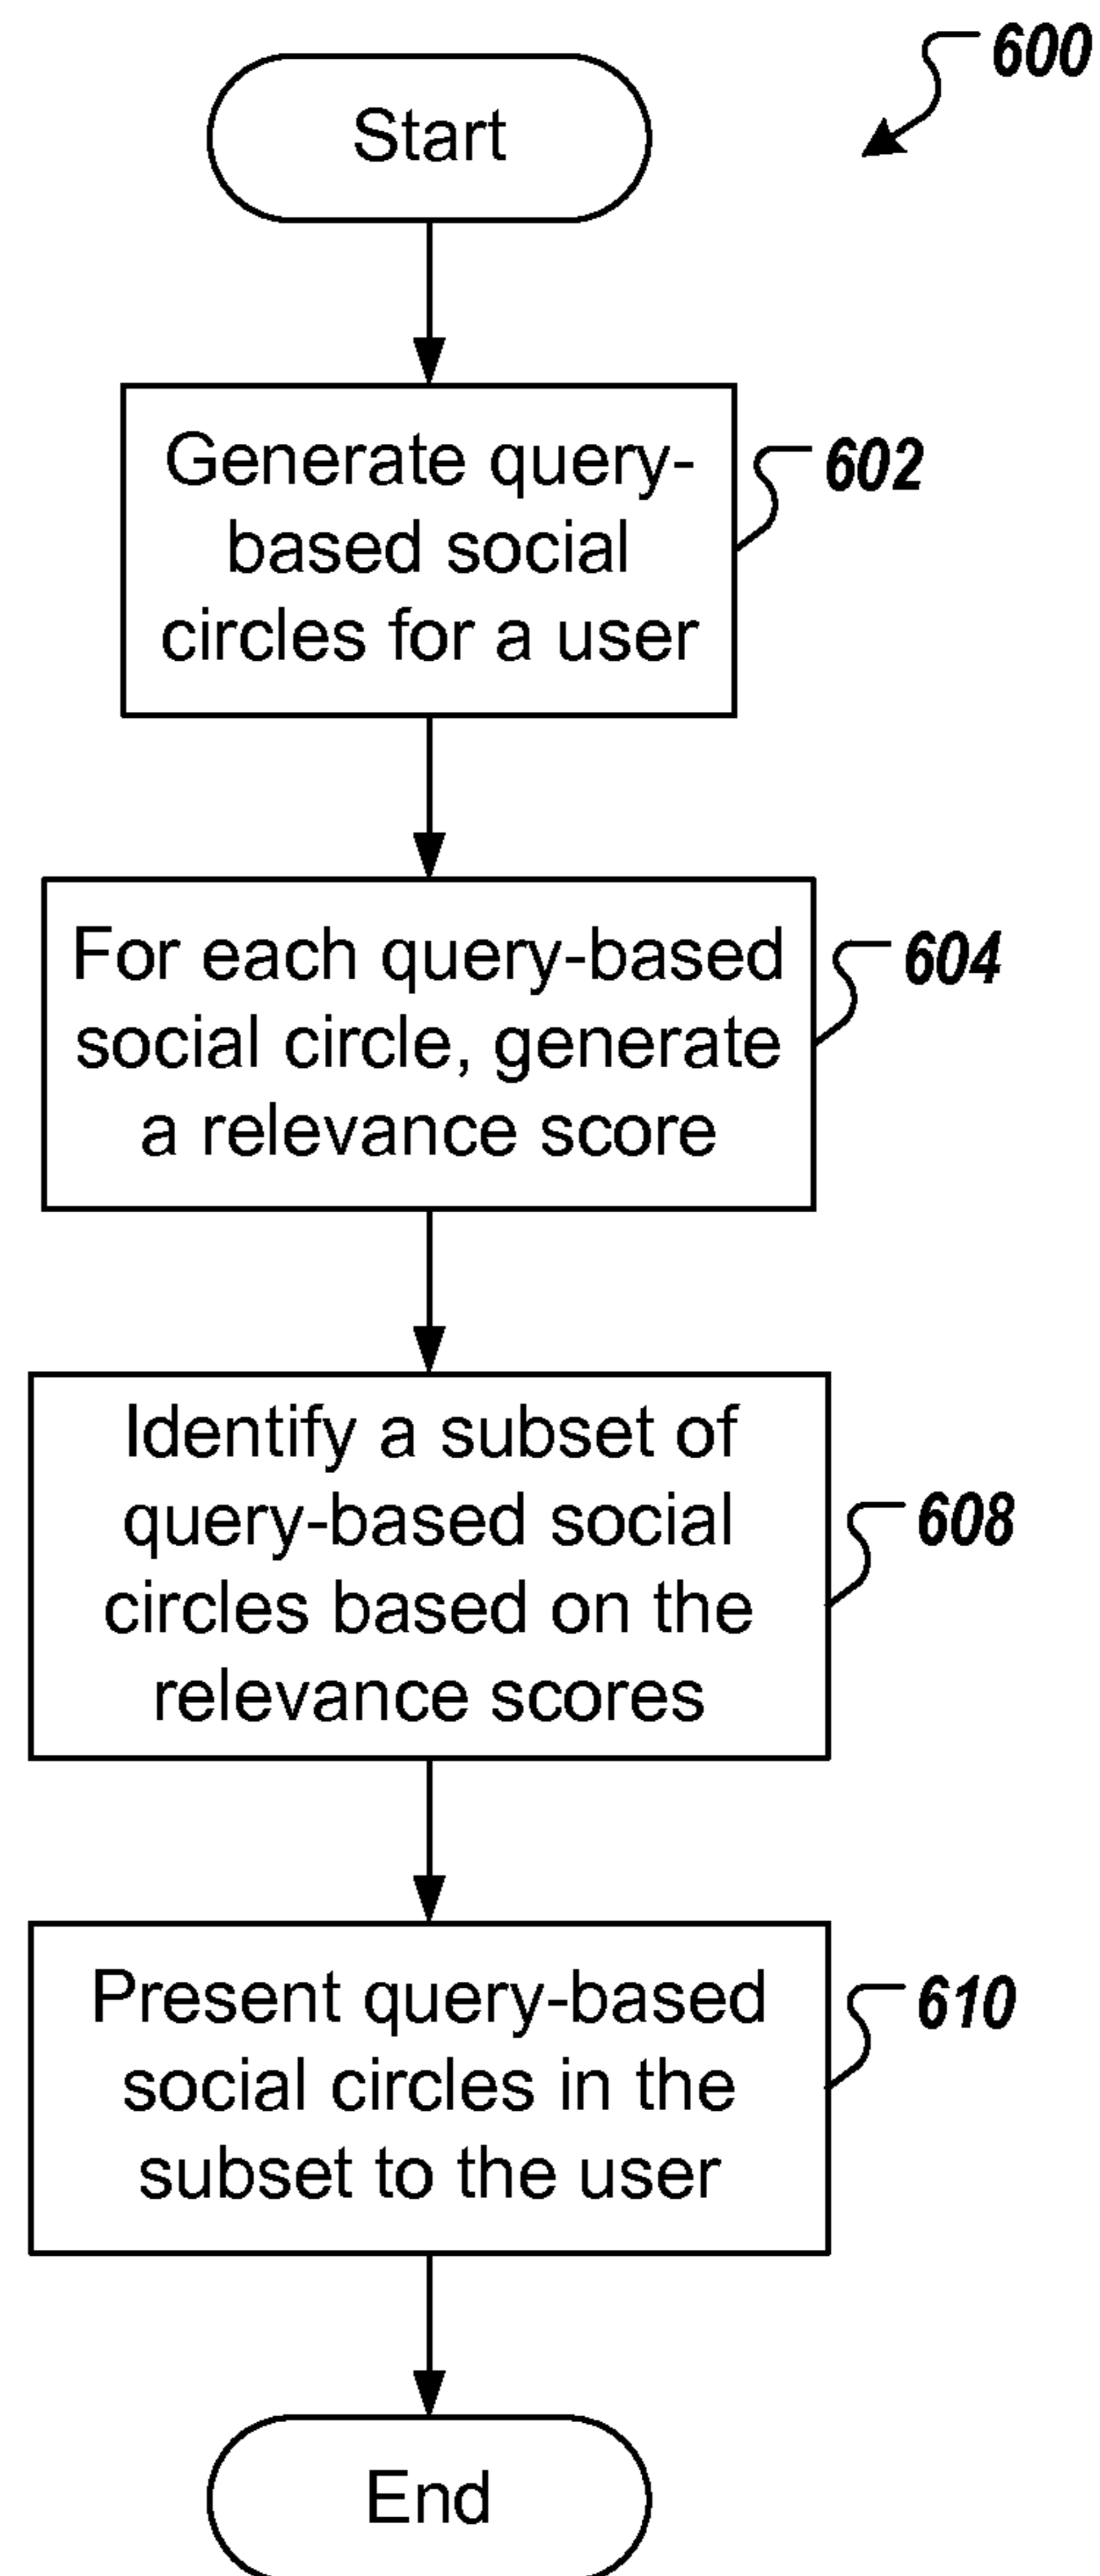 600
Start
Generate query-
based social
circles for a user
602
For each query-based
social circle, generate
a relevance score
604
Identify a subset of
query-based social
circles based on the
relevance scores
608
Present query-based
social circles in the
subset to the user
610
End